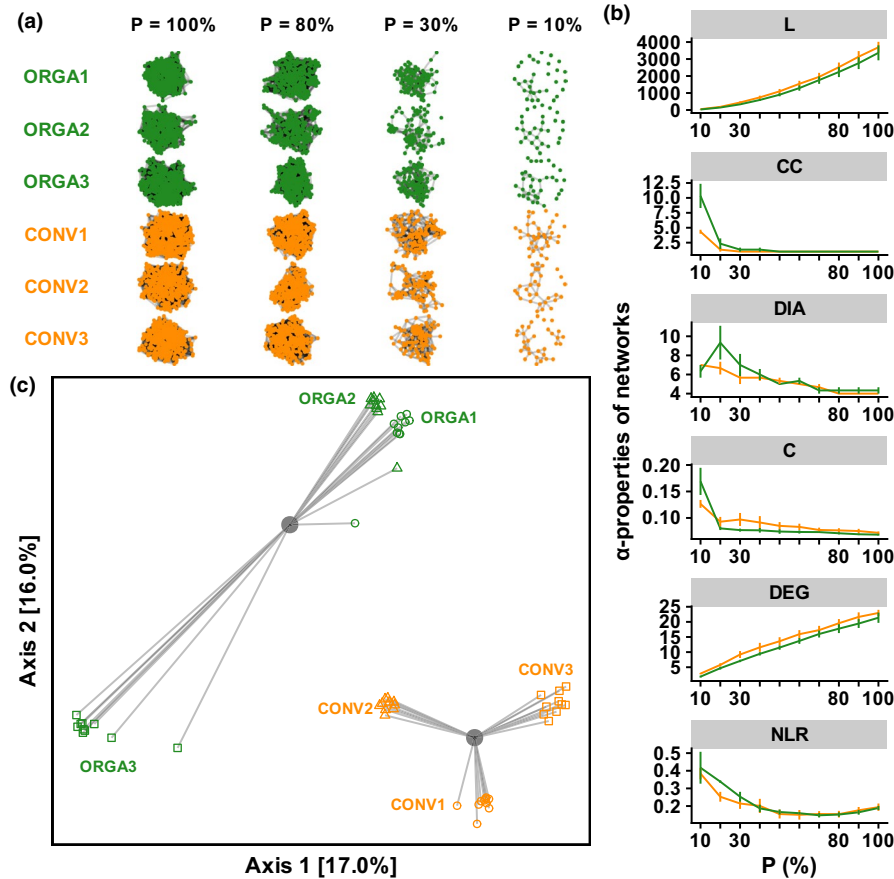 (a)
P = 100% P = 80% P = 30% P = 10%
ORGA1
ORGA2
ORGA3
CONV1
CONV2
CONV3
(b)
α-properties of networks
L
4000
3000
2000
1000
0
10 30 80 100
CC
12.5
10.0
7.5
5.0
2.5
10 30 80 100
DIA
10
8
6
4
10 30 80 100
C
0.20
0.15
0.10
10 30 80 100
DEG
25
20
15
10
5
10 30 80 100
NLR
0.5
0.4
0.3
0.2
10 30 80 100
P (%)
(c)
Axis 2 [16.0%]
ORGA2
ORGA1
CONV3
CONV2
ORGA3
CONV1
Axis 1 [17.0%]